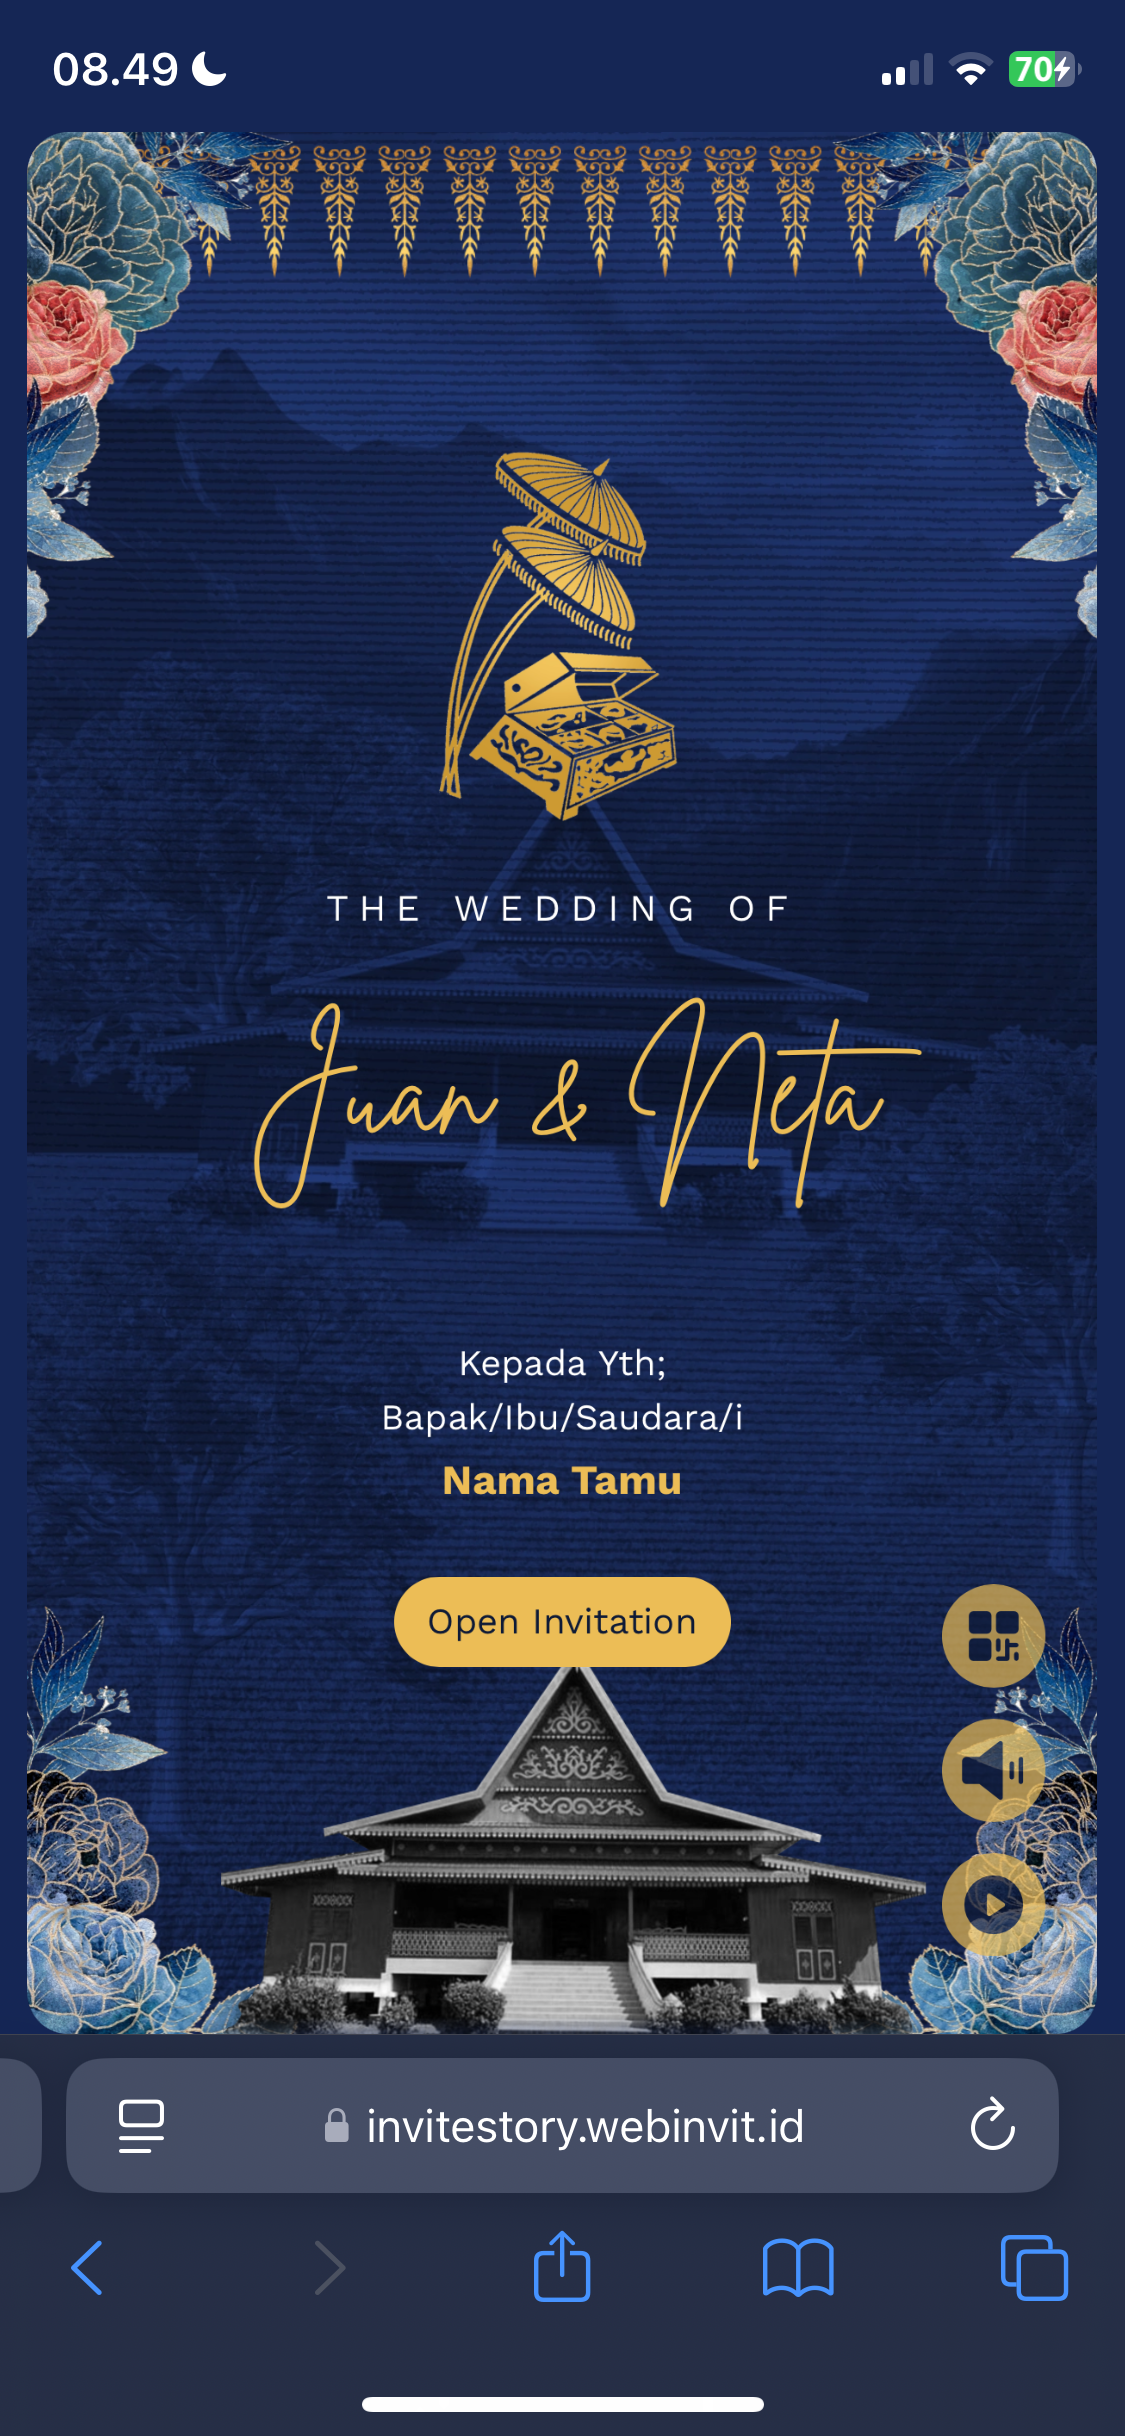 08.49
70
THE WEDDING OF
Juan & Neta
Kepada Yth;
Bapak/Ibu/Saudara/i
Nama Tamu
Open Invitation
invitestory.webinvit.id